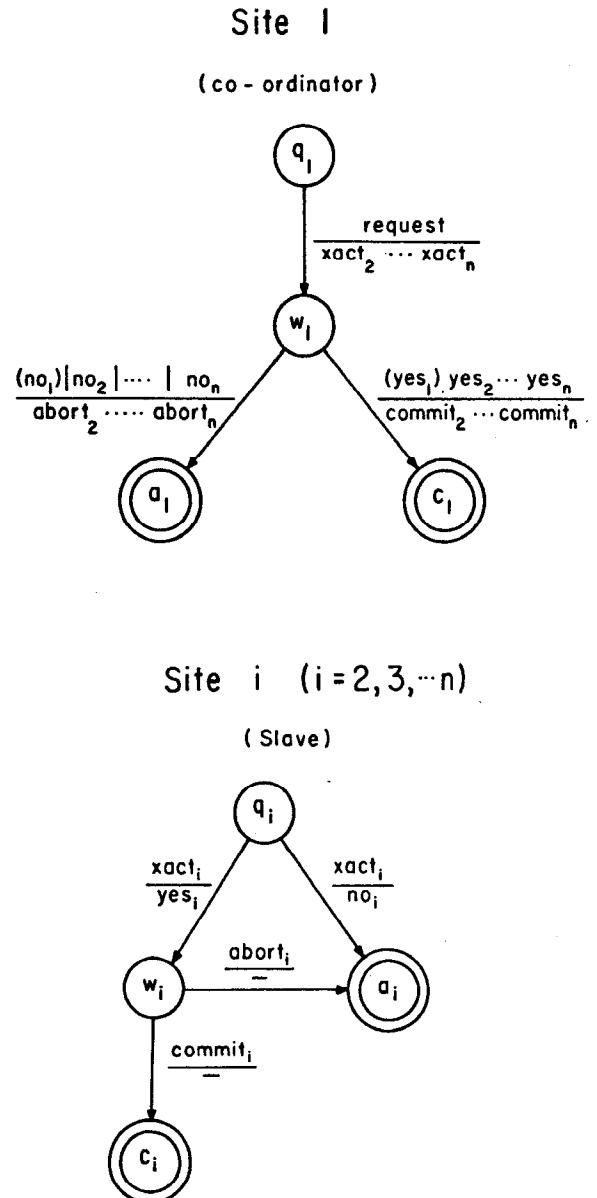 Site 1
(co-ordinator)
q₁
request
xact₂ ... xactₙ
w₁
(no₁)|no₂|....| noₙ
abort₂ ..... abortₙ
(yes₁) yes₂... yesₙ
commit₂ ... commitₙ
a₁
c₁
Site i (i=2,3,...n)
(Slave)
qᵢ
xactᵢ
yesᵢ
xactᵢ
noᵢ
abortᵢ
–
wᵢ
aᵢ
commitᵢ
–
cᵢ